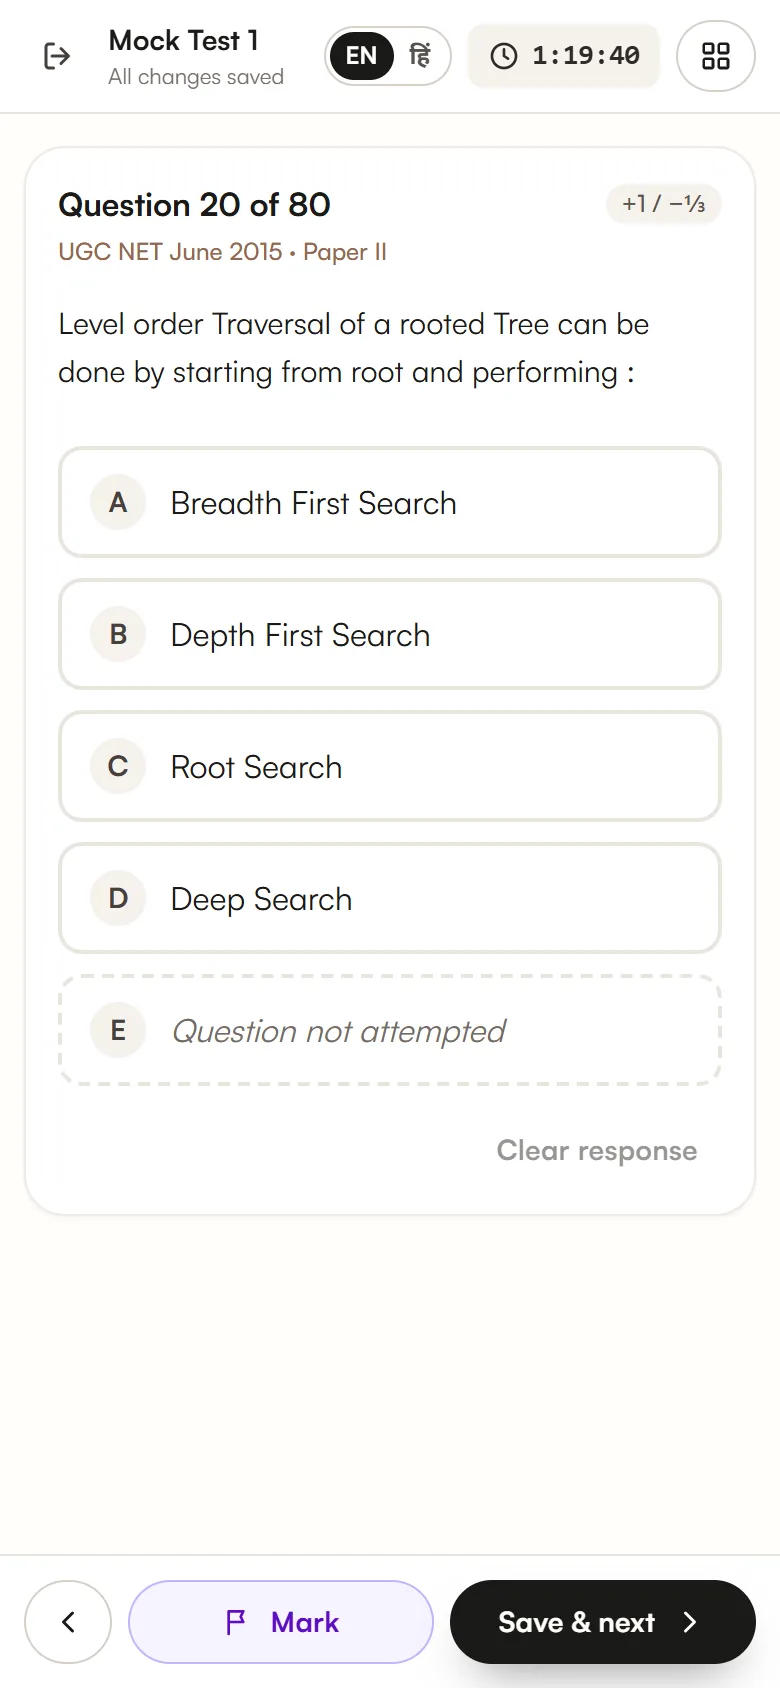 Mock Test 1
All changes saved
EN
हिं
1:19:40
Question 20 of 80
+1 / −⅓
UGC NET June 2015 • Paper II
Level order Traversal of a rooted Tree can be
done by starting from root and performing :
A Breadth First Search
B Depth First Search
C Root Search
D Deep Search
E Question not attempted
Clear response
Mark
Save & next